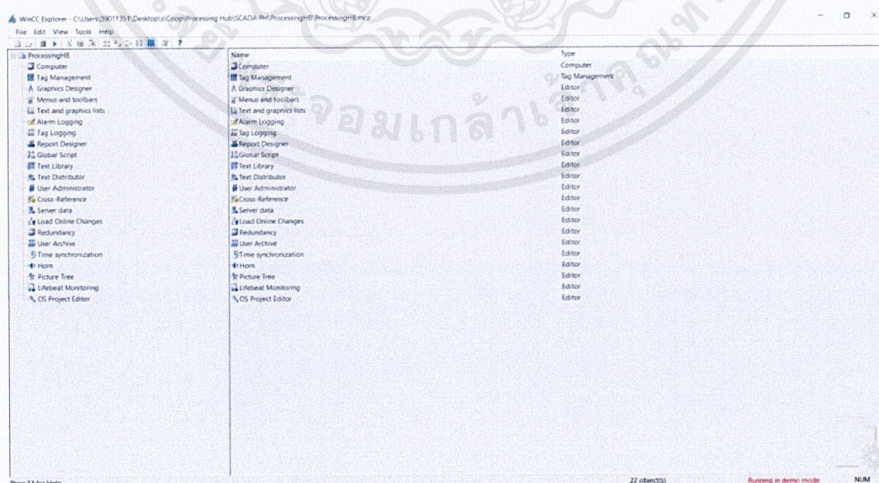 WinCC Explorer - C:\Users\59011351\Desktop\s\Coop\Processing Hub\SCADA PH\ProcessingHB\ProcessingHB.mcp
File Edit View Tools Help
ProcessingHB
Computer
Tag Management
Graphics Designer
Menus and toolbars
Text and graphics lists
Alarm Logging
Tag Logging
Report Designer
Global Script
Text Library
Text Distributor
User Administrator
Cross-Reference
Server data
Load Online Changes
Redundancy
User Archive
Time synchronization
Horn
Picture Tree
Lifebeat Monitoring
OS Project Editor
Name Type
Computer Computer
Tag Management Tag Management
Graphics Designer Editor
Menus and toolbars Editor
Text and graphics lists Editor
Alarm Logging Editor
Tag Logging Editor
Report Designer Editor
Global Script Editor
Text Library Editor
Text Distributor Editor
User Administrator Editor
Cross-Reference Editor
Server data Editor
Load Online Changes Editor
Redundancy Editor
User Archive Editor
Time synchronization Editor
Horn Editor
Picture Tree Editor
Lifebeat Monitoring Editor
OS Project Editor Editor
Press F1 for Help 22 object(s) Running in demo mode NUM